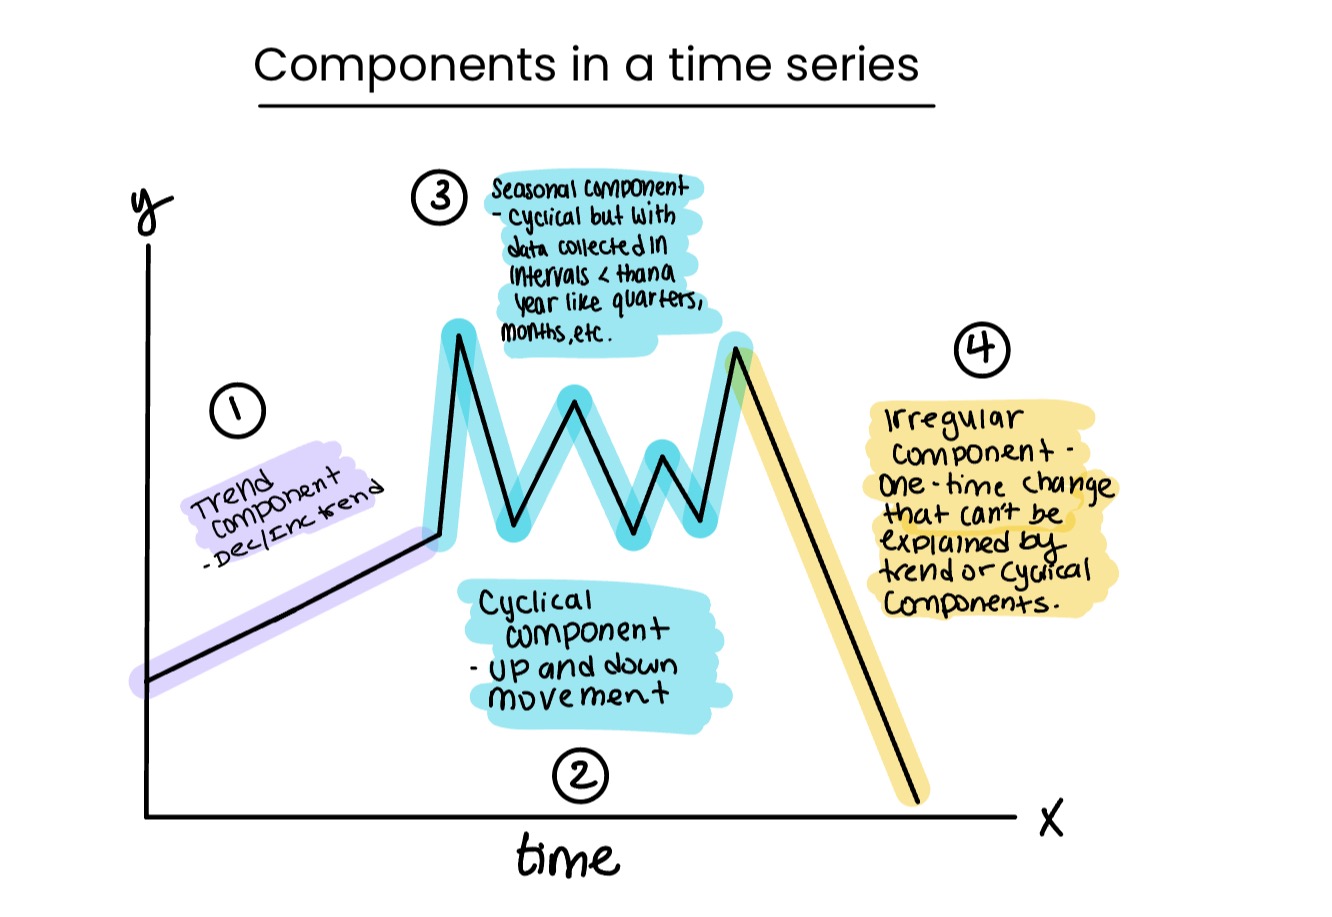 Components in a time series
y
3
Seasonal component
- Cyclical but with
data collected in
intervals < than a
year like quarters,
months, etc.
1
Trend
component
- Dec/Inc trend
4
Irregular
component -
one-time change
that can't be
explained by
trend or cyclical
components.
Cyclical
component
- up and down
movement
2
x
time